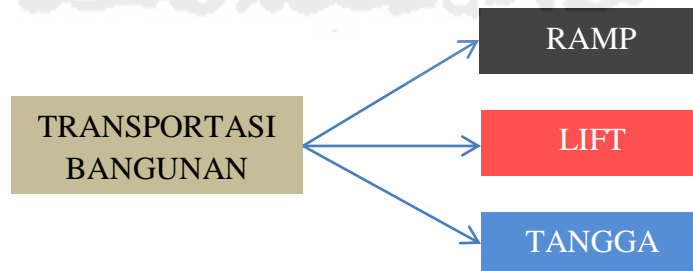 RAMP
TRANSPORTASI
BANGUNAN
LIFT
TANGGA